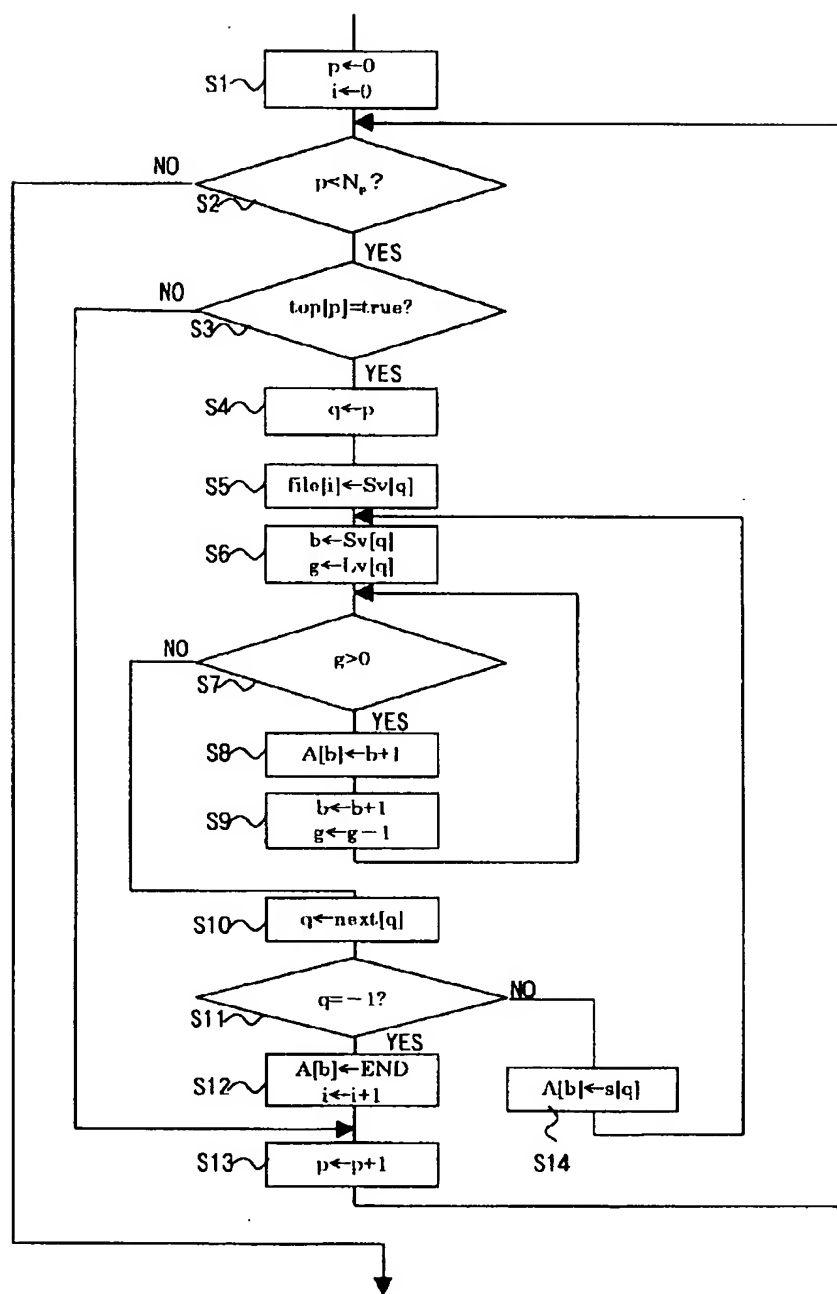 S1
p←0
i←0
NO
p<Np?
S2
YES
NO
top[p]=true?
S3
YES
S4
q←p
S5
file[i]←Sv[q]
S6
b←Sv[q]
g←Lv[q]
NO
g>0
S7
YES
S8
A[b]←b+1
S9
b←b+1
g←g-1
S10
q←next[q]
q=-1?
NO
S11
YES
S12
A[b]←END
i←i+1
A[b]←s[q]
S14
S13
p←p+1